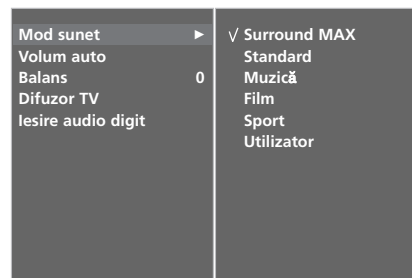 Mod sunet ►
Volum auto
Balans 0
Difuzor TV
Iesire audio digit
√ Surround MAX
Standard
Muzică
Film
Sport
Utilizator